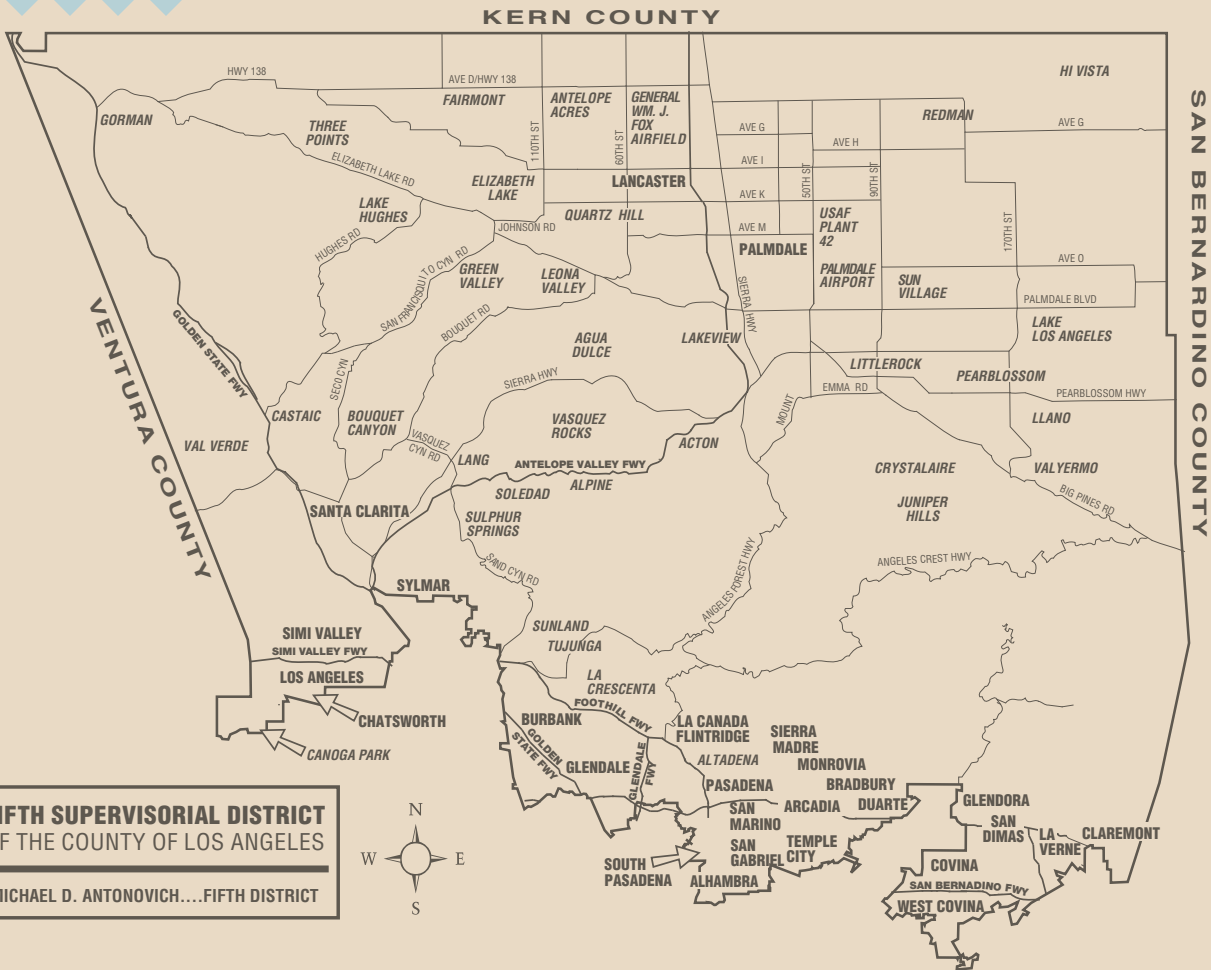 KERN COUNTY
HI VISTA
HWY 138
AVE D/HWY 138
FAIRMONT
ANTELOPE
ACRES
GENERAL
WM. J.
FOX
AIRFIELD
GORMAN
THREE
POINTS
110TH ST
60TH ST
REDMAN
AVE G
AVE G
AVE H
AVE I
ELIZABETH LAKE RD
ELIZABETH
LAKE
LANCASTER
AVE K
50TH ST
90TH ST
LAKE
HUGHES
QUARTZ HILL
JOHNSON RD
AVE M
USAF
PLANT
42
170TH ST
HUGHES RD
SAN FRANCISQUITO CYN RD
GREEN
VALLEY
LEONA
VALLEY
PALMDALE
SIERRA HWY
PALMDALE
AIRPORT
SUN
VILLAGE
AVE O
PALMDALE BLVD
SAN BERNARDINO COUNTY
VENTURA COUNTY
GOLDEN STATE FWY
BOUQUET RD
AGUA
DULCE
LAKEVIEW
LAKE
LOS ANGELES
LITTLEROCK
PEARBLOSSOM
EMMA RD
PEARBLOSSOM HWY
SECO CYN
SIERRA HWY
MOUNT
CASTAIC
BOUQUET
CANYON
VASQUEZ
CYN RD
VASQUEZ
ROCKS
LLANO
VAL VERDE
LANG
ACTON
ANTELOPE VALLEY FWY
CRYSTALAIRE
VALYERMO
ALPINE
SOLEDAD
BIG PINES RD
SANTA CLARITA
SULPHUR
SPRINGS
JUNIPER
HILLS
SAND CYN RD
ANGELES FOREST HWY
ANGELES CREST HWY
SYLMAR
SUNLAND
TUJUNGA
SIMI VALLEY
SIMI VALLEY FWY
LOS ANGELES
LA
CRESCENTA
CHATSWORTH
CANOGA PARK
BURBANK
FOOTHILL FWY
GOLDEN
STATE FWY
GLENDALE
GLENDALE
FWY
LA CANADA
FLINTRIDGE
ALTADENA
SIERRA
MADRE
MONROVIA
PASADENA
BRADBURY
SAN
MARINO
ARCADIA
DUARTE
GLENDORA
SAN
DIMAS
LA
VERNE
CLAREMONT
SAN
GABRIEL
TEMPLE
CITY
SOUTH
PASADENA
ALHAMBRA
COVINA
SAN BERNADINO FWY
WEST COVINA
IFTH SUPERVISORIAL DISTRICT
F THE COUNTY OF LOS ANGELES
MICHAEL D. ANTONOVICH....FIFTH DISTRICT
N
W
E
S